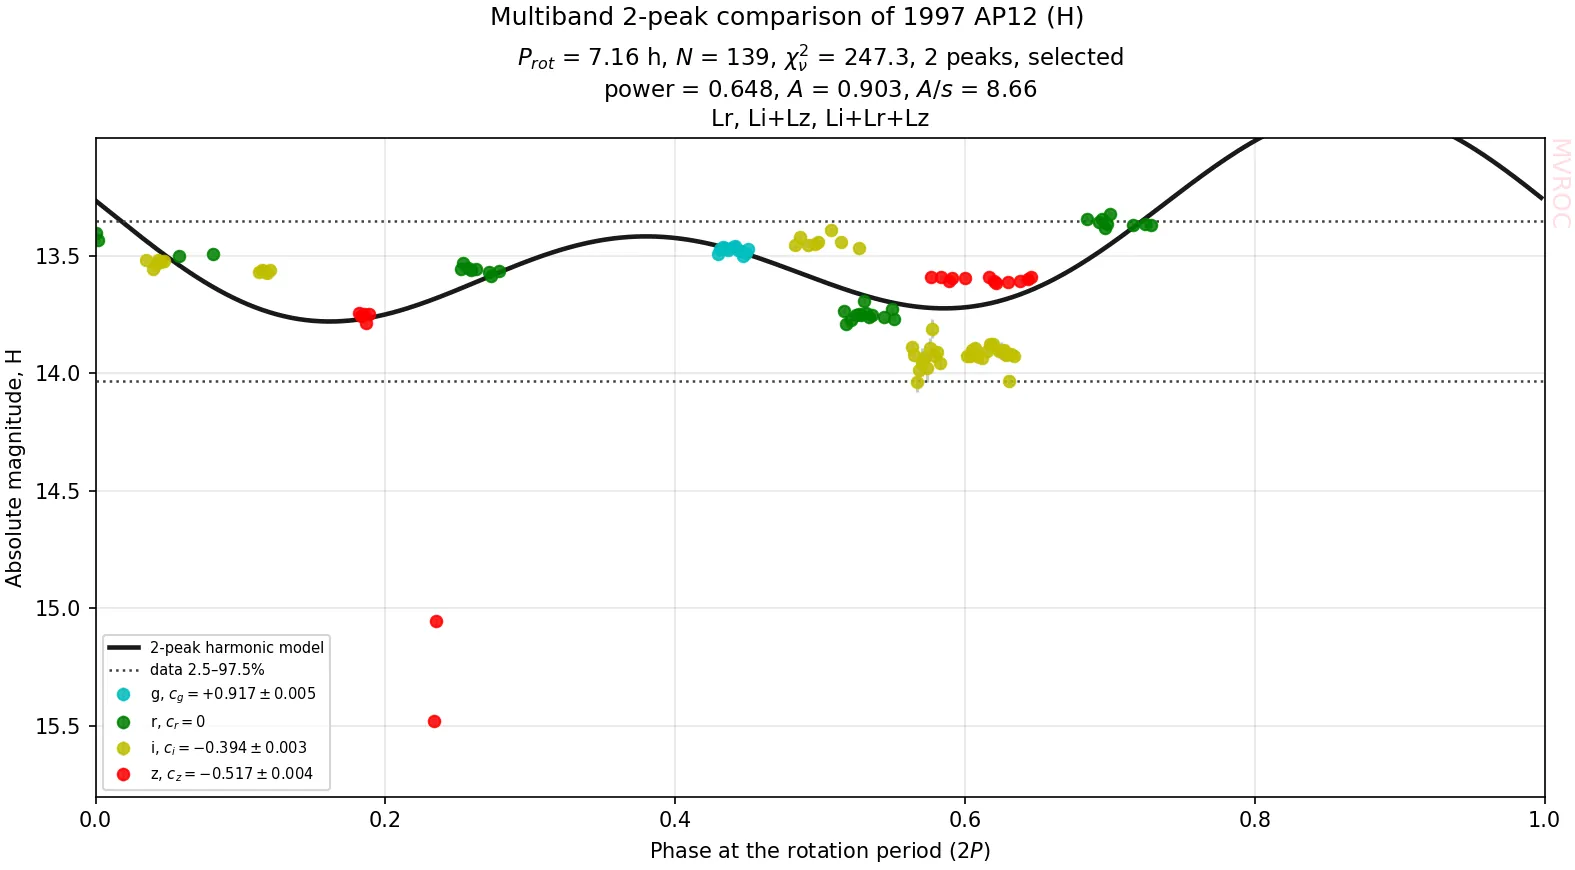 Multiband 2-peak comparison of 1997 AP12 (H)
P_rot = 7.16 h, N = 139, χ²_ν = 247.3, 2 peaks, selected
power = 0.648, A = 0.903, A/s = 8.66
Lr, Li+Lz, Li+Lr+Lz
MVROC
Absolute magnitude, H
13.5
14.0
14.5
15.0
15.5
2-peak harmonic model
data 2.5–97.5%
g, c_g = +0.917 ± 0.005
r, c_r = 0
i, c_i = −0.394 ± 0.003
z, c_z = −0.517 ± 0.004
0.0 0.2 0.4 0.6 0.8 1.0
Phase at the rotation period (2P)